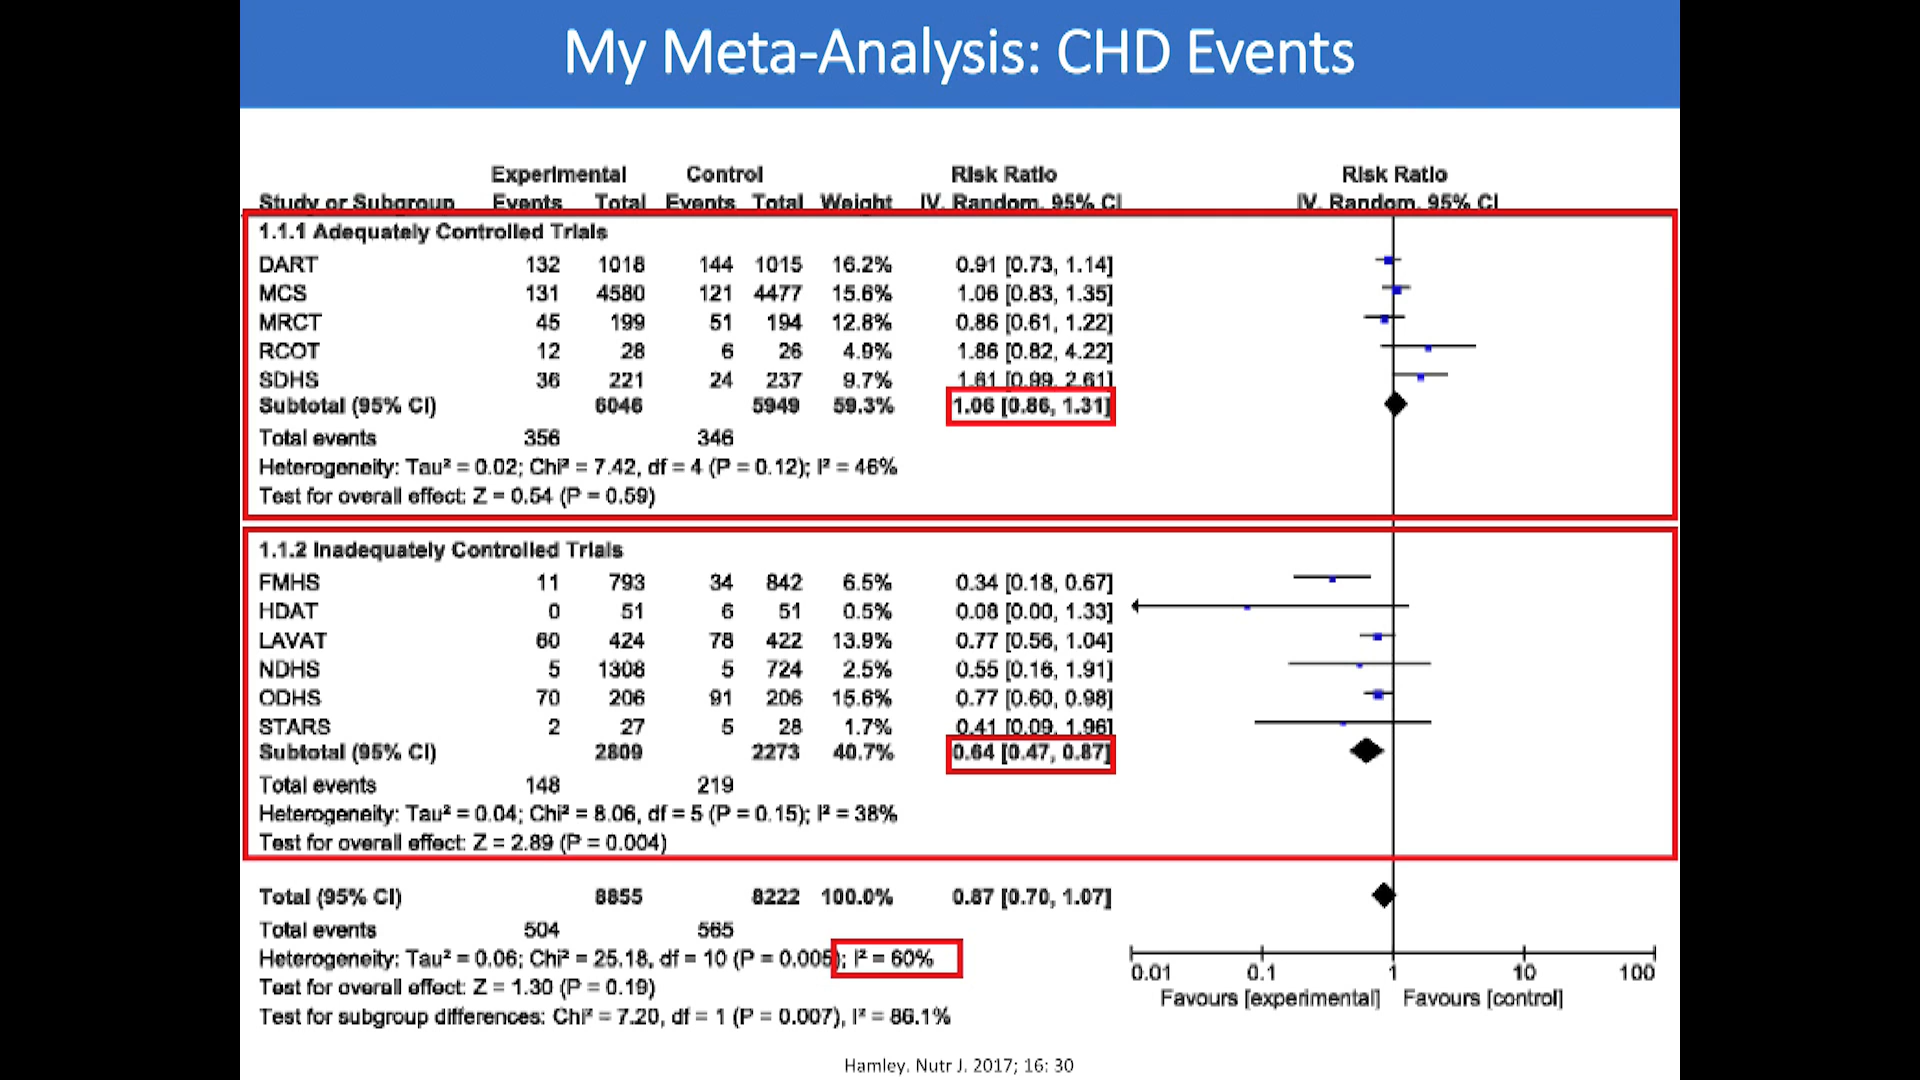 My Meta-Analysis: CHD Events
Experimental Control Risk Ratio Risk Ratio
Study or Subgroup Events Total Events Total Weight IV, Random, 95% CI IV, Random, 95% CI
1.1.1 Adequately Controlled Trials
DART 132 1018 144 1015 16.2% 0.91 [0.73, 1.14]
MCS 131 4580 121 4477 15.6% 1.06 [0.83, 1.35]
MRCT 45 199 51 194 12.8% 0.86 [0.61, 1.22]
RCOT 12 28 6 26 4.9% 1.86 [0.82, 4.22]
SDHS 36 221 24 237 9.7% 1.61 [0.99, 2.61]
Subtotal (95% CI) 6046 5949 59.3% 1.06 [0.86, 1.31]
Total events 356 346
Heterogeneity: Tau² = 0.02; Chi² = 7.42, df = 4 (P = 0.12); I² = 46%
Test for overall effect: Z = 0.54 (P = 0.59)
1.1.2 Inadequately Controlled Trials
FMHS 11 793 34 842 6.5% 0.34 [0.18, 0.67]
HDAT 0 51 6 51 0.5% 0.08 [0.00, 1.33]
LAVAT 60 424 78 422 13.9% 0.77 [0.56, 1.04]
NDHS 5 1308 5 724 2.5% 0.55 [0.16, 1.91]
ODHS 70 206 91 206 15.6% 0.77 [0.60, 0.98]
STARS 2 27 5 28 1.7% 0.41 [0.09, 1.96]
Subtotal (95% CI) 2809 2273 40.7% 0.64 [0.47, 0.87]
Total events 148 219
Heterogeneity: Tau² = 0.04; Chi² = 8.06, df = 5 (P = 0.15); I² = 38%
Test for overall effect: Z = 2.89 (P = 0.004)
Total (95% CI) 8855 8222 100.0% 0.87 [0.70, 1.07]
Total events 504 565
Heterogeneity: Tau² = 0.06; Chi² = 25.18, df = 10 (P = 0.005); I² = 60%
Test for overall effect: Z = 1.30 (P = 0.19)
Test for subgroup differences: Chi² = 7.20, df = 1 (P = 0.007), I² = 86.1%
0.01 0.1 1 10 100
Favours [experimental] Favours [control]
Hamley. Nutr J. 2017; 16: 30